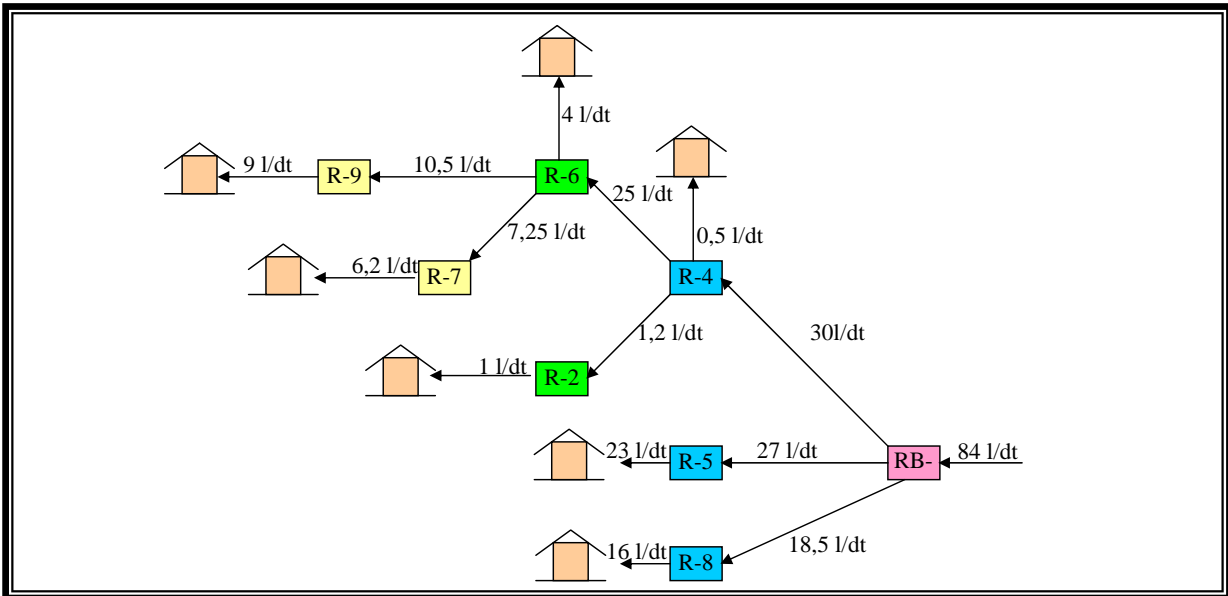 4 l/dt
9 l/dt
R-9
10,5 l/dt
R-6
25 l/dt
0,5 l/dt
7,25 l/dt
6,2 l/dt
R-7
R-4
1,2 l/dt
30l/dt
1 l/dt
R-2
23 l/dt
R-5
27 l/dt
RB-
84 l/dt
16 l/dt
R-8
18,5 l/dt